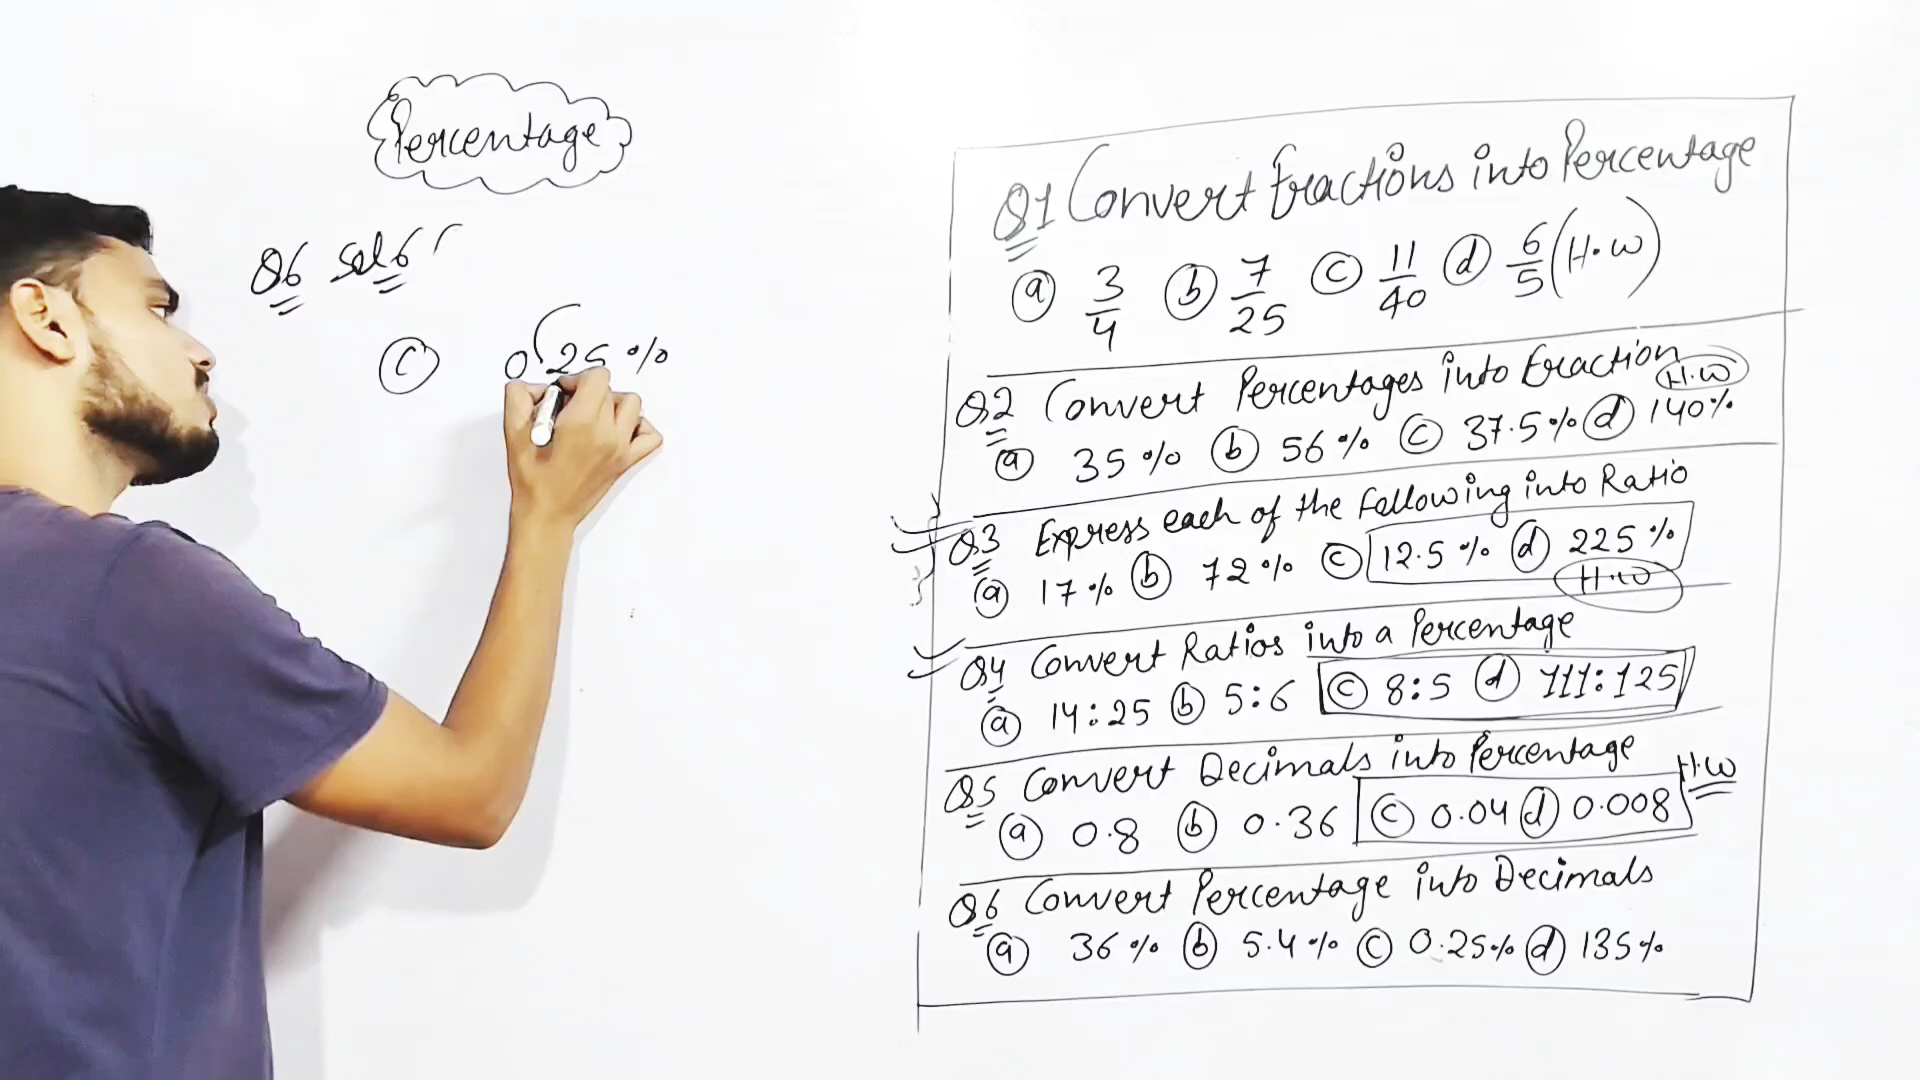 Percentage
Q6 Sol 6
(c) 0.25 %
Q1 Convert Fractions into Percentage
(a) 3/4 (b) 7/25 (c) 11/40 (d) 6/5 (H.W)
Q2 Convert Percentages into Fraction H.W
(a) 35 % (b) 56 % (c) 37.5 % (d) 140 %
Q3 Express each of the Following into Ratio
(a) 17 % (b) 72 % (c) 12.5 % (d) 225 %
H.W
Q4 Convert Ratios into a Percentage
(a) 14:25 (b) 5:6 (c) 8:5 (d) 111:125
Q5 Convert Decimals into Percentage H.W
(a) 0.8 (b) 0.36 (c) 0.04 (d) 0.008
Q6 Convert Percentage into Decimals
(a) 36 % (b) 5.4 % (c) 0.25 % (d) 135 %